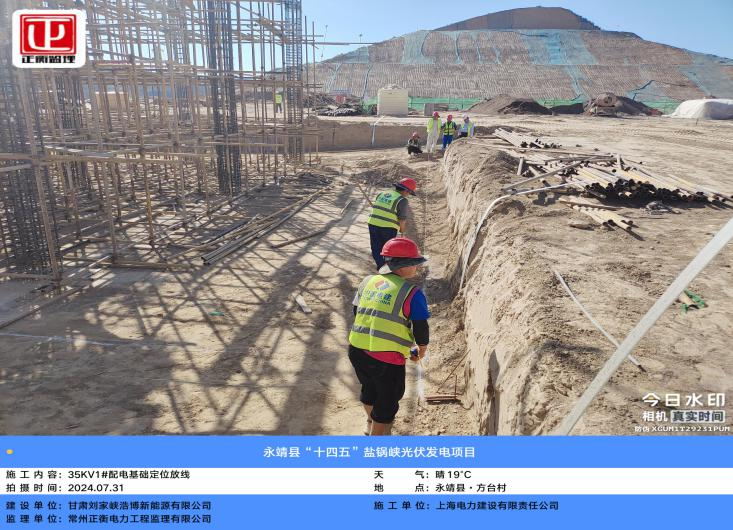 正衡监理
今日水印
相机 真实时间
防伪 XGUM1T29231PUM
永靖县“十四五”盐锅峡光伏发电项目
施工内容：35KV1#配电基础定位放线
天　　气：晴 19℃
拍摄时间：2024.07.31
地　　点：永靖县·方台村
建设单位：甘肃刘家峡浩博新能源有限公司
施工单位：上海电力建设有限责任公司
监理单位：常州正衡电力工程监理有限公司